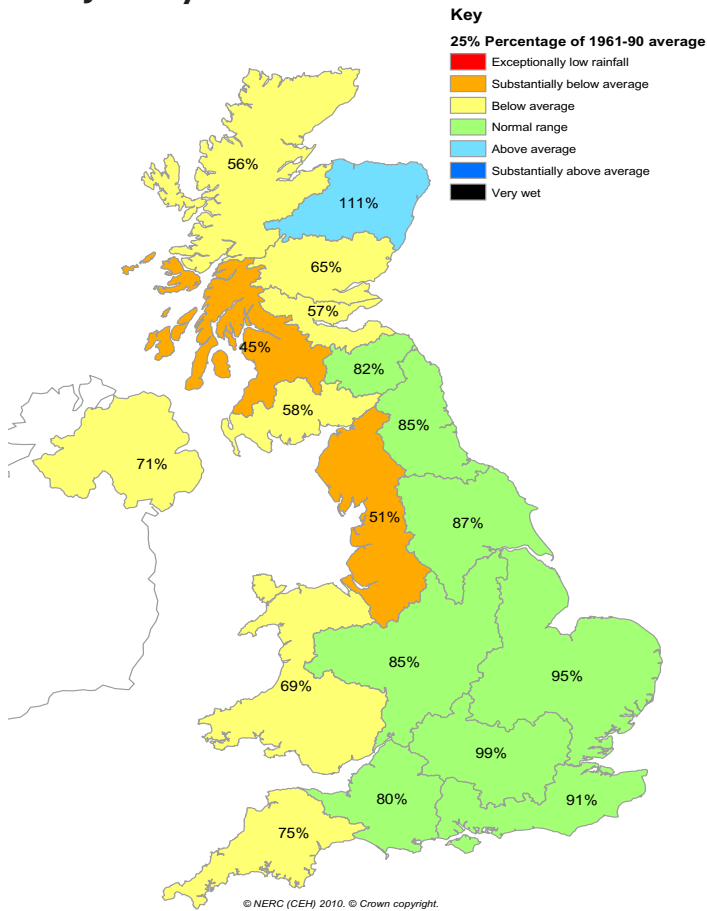 Key
25% Percentage of 1961-90 average
Exceptionally low rainfall
Substantially below average
Below average
Normal range
Above average
Substantially above average
Very wet
56%
111%
65%
57%
45%
82%
58%
85%
71%
51%
87%
85%
95%
69%
99%
80%
91%
75%
© NERC (CEH) 2010. © Crown copyright.